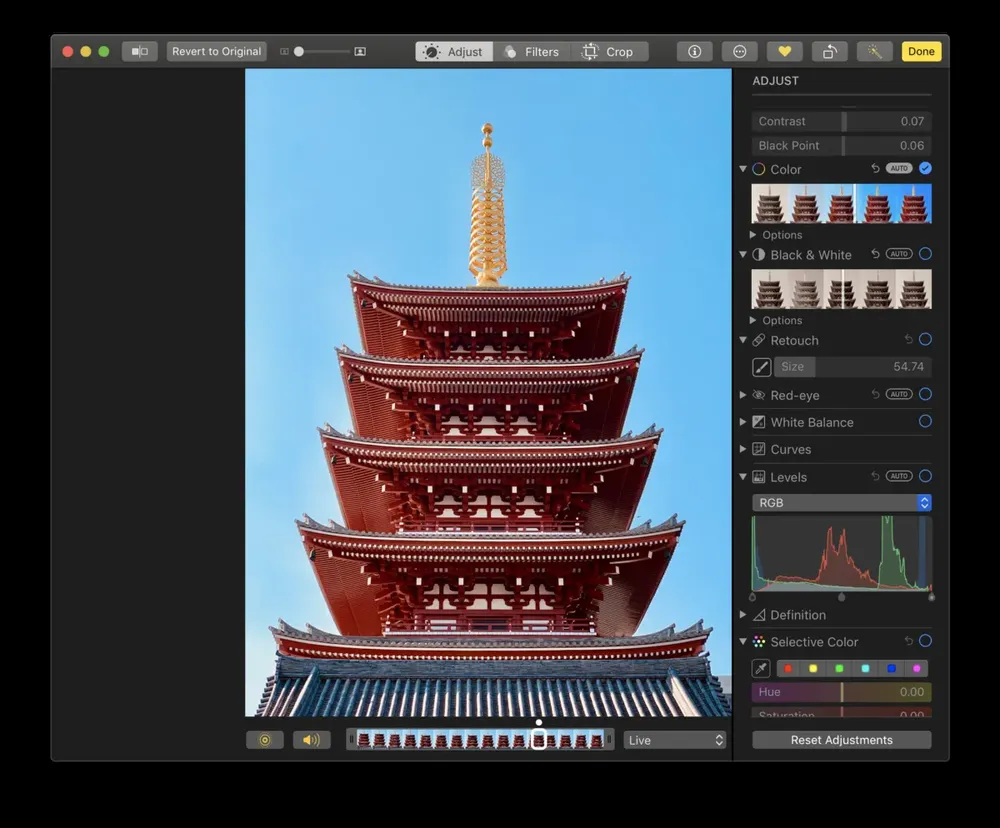 Revert to Original
Adjust
Filters
Crop
Done
ADJUST
Contrast 0.07
Black Point 0.06
Color AUTO
Options
Black & White AUTO
Options
Retouch
Size 54.74
Red-eye AUTO
White Balance
Curves
Levels AUTO
RGB
Definition
Selective Color
Hue 0.00
Saturation 0.00
Live
Reset Adjustments